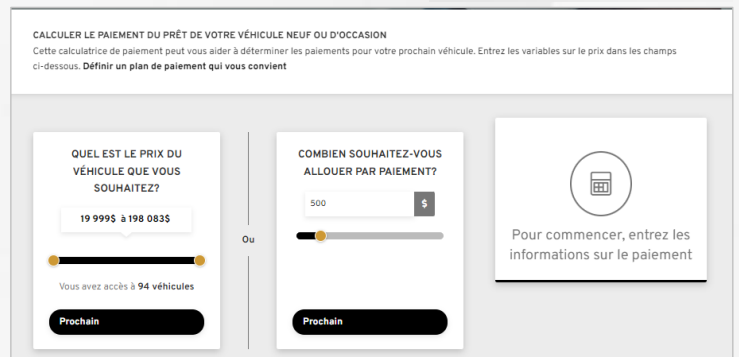 CALCULER LE PAIEMENT DU PRÊT DE VOTRE VÉHICULE NEUF OU D'OCCASION
Cette calculatrice de paiement peut vous aider à déterminer les paiements pour votre prochain véhicule. Entrez les variables sur le prix dans les champs
ci-dessous. Définir un plan de paiement qui vous convient
QUEL EST LE PRIX DU
VÉHICULE QUE VOUS
SOUHAITEZ?
19 999$ à 198 083$
Vous avez accès à 94 véhicules
Prochain
Ou
COMBIEN SOUHAITEZ-VOUS
ALLOUER PAR PAIEMENT?
500 $
Prochain
Pour commencer, entrez les
informations sur le paiement